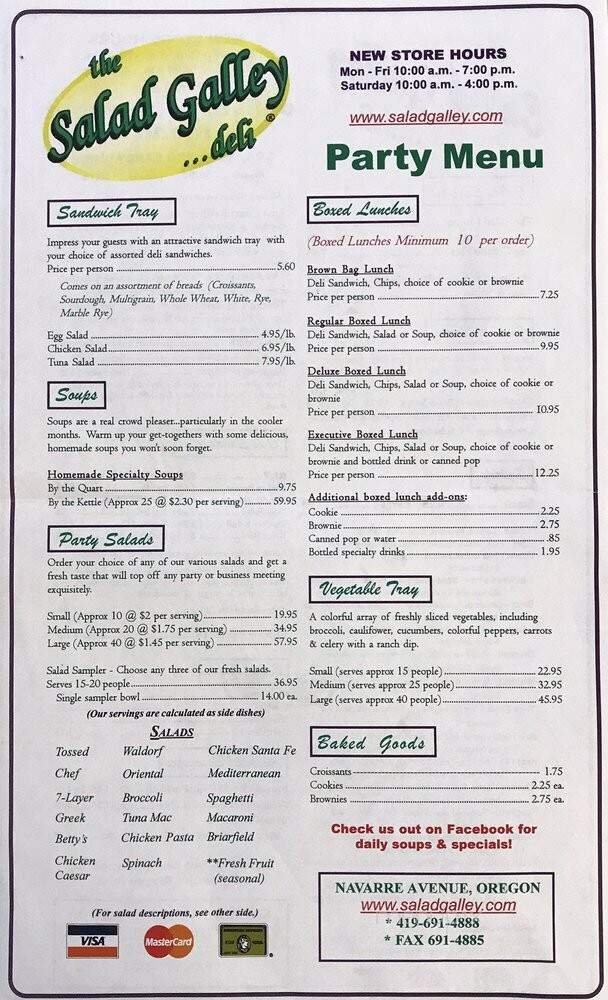 the
Salad Galley
...deli ®
NEW STORE HOURS
Mon - Fri 10:00 a.m. - 7:00 p.m.
Saturday 10:00 a.m. - 4:00 p.m.
www.saladgalley.com
Party Menu
Sandwich Tray
Impress your guests with an attractive sandwich tray with
your choice of assorted deli sandwiches.
Price per person 5.60
Comes on an assortment of breads (Croissants,
Sourdough, Multigrain, Whole Wheat, White, Rye,
Marble Rye)
Egg Salad 4.95/lb.
Chicken Salad 6.95/lb.
Tuna Salad 7.95/lb.
Soups
Soups are a real crowd pleaser...particularly in the cooler
months. Warm up your get-togethers with some delicious,
homemade soups you won't soon forget.
Homemade Specialty Soups
By the Quart 9.75
By the Kettle (Approx 25 @ $2.30 per serving) 59.95
Party Salads
Order your choice of any of our various salads and get a
fresh taste that will top off any party or business meeting
exquisitely.
Small (Approx 10 @ $2 per serving) 19.95
Medium (Approx 20 @ $1.75 per serving) 34.95
Large (Approx 40 @ $1.45 per serving) 57.95
Salad Sampler - Choose any three of our fresh salads.
Serves 15-20 people 36.95
Single sampler bowl 14.00 ea.
(Our servings are calculated as side dishes)
SALADS
Tossed Waldorf Chicken Santa Fe
Chef Oriental Mediterranean
7-Layer Broccoli Spaghetti
Greek Tuna Mac Macaroni
Betty's Chicken Pasta Briarfield
Chicken Spinach **Fresh Fruit
Caesar (seasonal)
(For salad descriptions, see other side.)
VISA MasterCard
Boxed Lunches
(Boxed Lunches Minimum 10 per order)
Brown Bag Lunch
Deli Sandwich, Chips, choice of cookie or brownie
Price per person 7.25
Regular Boxed Lunch
Deli Sandwich, Salad or Soup, choice of cookie or brownie
Price per person 9.95
Deluxe Boxed Lunch
Deli Sandwich, Chips, Salad or Soup, choice of cookie or
brownie
Price per person 10.95
Executive Boxed Lunch
Deli Sandwich, Chips, Salad or Soup, choice of cookie or
brownie and bottled drink or canned pop
Price per person 12.25
Additional boxed lunch add-ons:
Cookie 2.25
Brownie 2.75
Canned pop or water .85
Bottled specialty drinks 1.95
Vegetable Tray
A colorful array of freshly sliced vegetables, including
broccoli, caulifower, cucumbers, colorful peppers, carrots
& celery with a ranch dip.
Small (serves approx 15 people) 22.95
Medium (serves approx 25 people) 32.95
Large (serves approx 40 people) 45.95
Baked Goods
Croissants 1.75
Cookies 2.25 ea.
Brownies 2.75 ea.
Check us out on Facebook for
daily soups & specials!
NAVARRE AVENUE, OREGON
www.saladgalley.com
* 419-691-4888
* FAX 691-4885